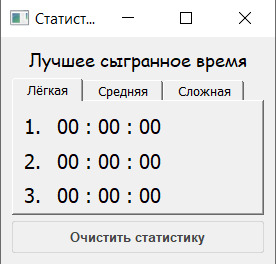 Статист...
Лучшее сыгранное время
Лёгкая Средняя Сложная
1. 00 : 00 : 00
2. 00 : 00 : 00
3. 00 : 00 : 00
Очистить статистику